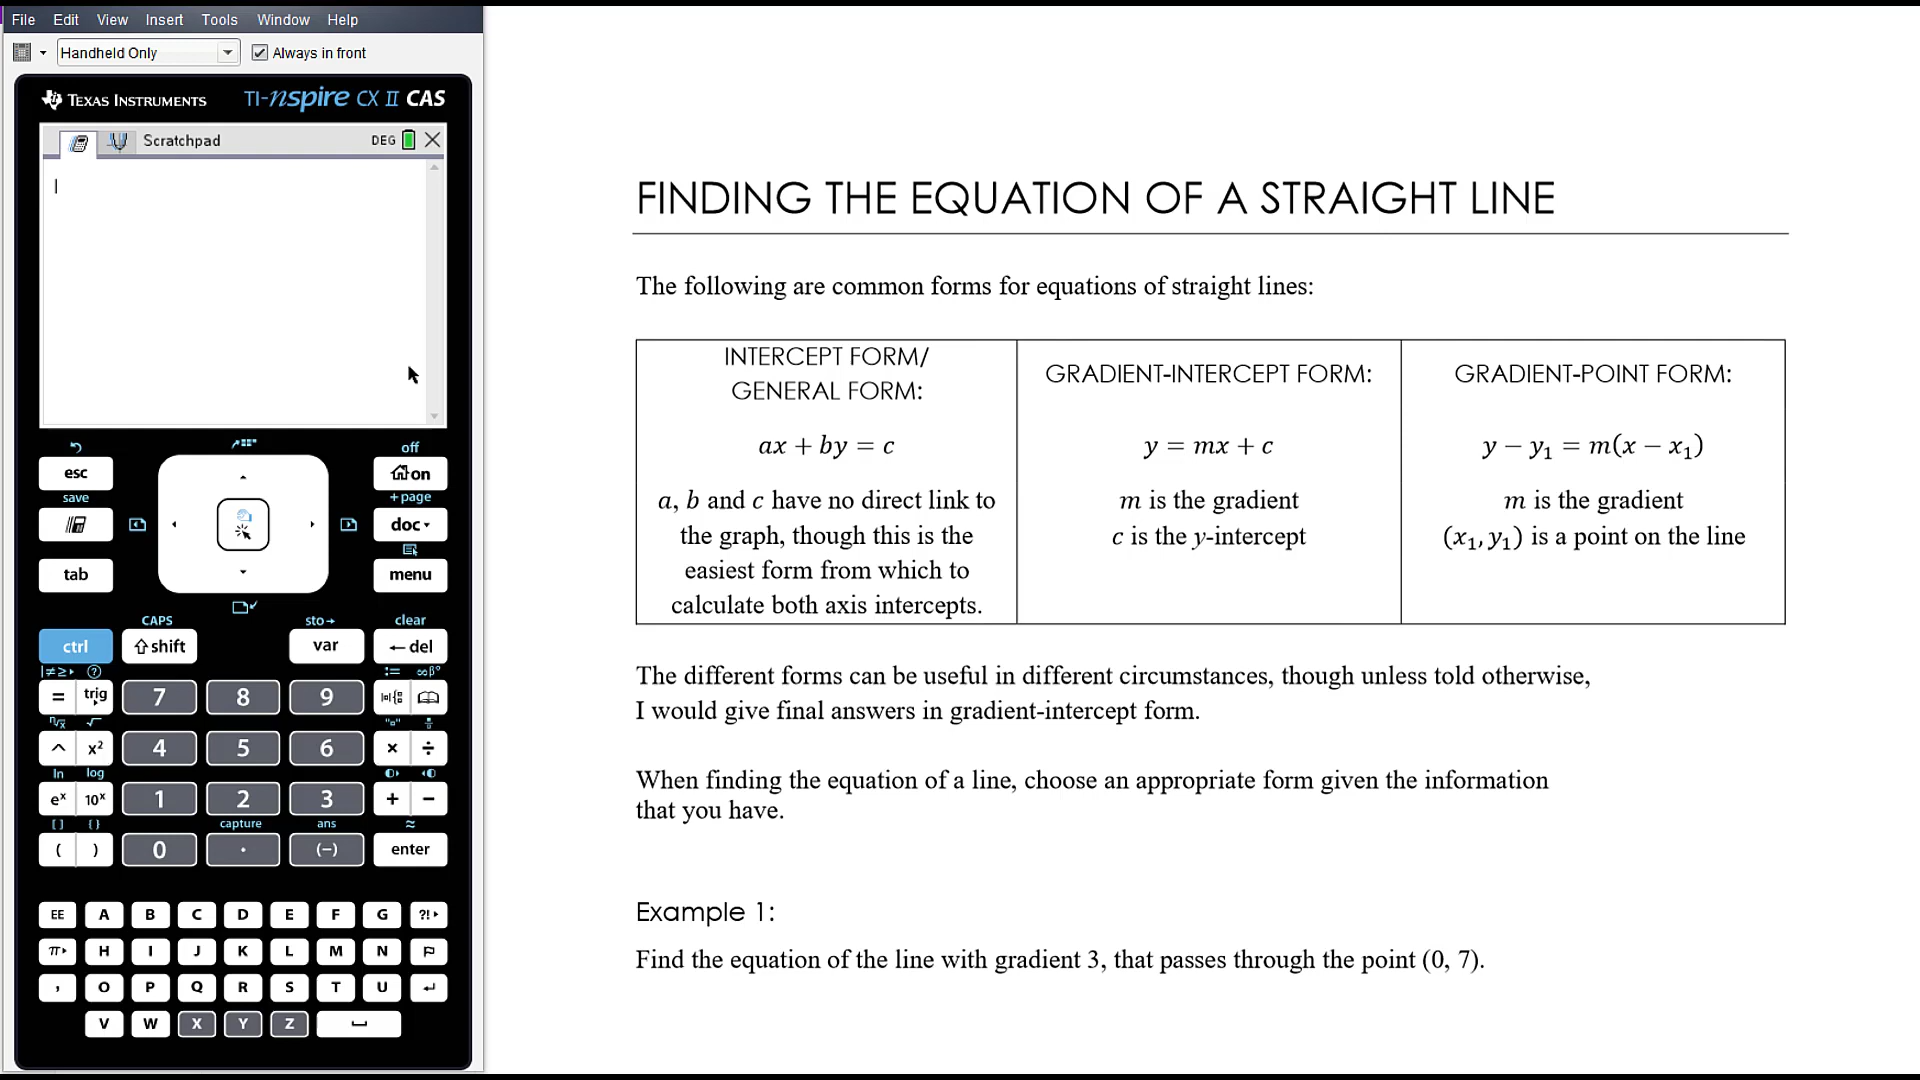 File Edit View Insert Tools Window Help
Handheld Only Always in front
TEXAS INSTRUMENTS TI-nspire CX II CAS
Scratchpad DEG
off
esc on
save + page
doc
tab menu
CAPS sto→ clear
ctrl shift var ← del
|≠≥▸ ? := ∞β°
= trig 7 8 9
ⁿ√x √ "▫"
^ x² 4 5 6 × ÷
ln log
eˣ 10ˣ 1 2 3 + −
[ ] { } capture ans ≈
( ) 0 . (−) enter
EE A B C D E F G ?!▸
π▸ H I J K L M N
, O P Q R S T U ↵
V W X Y Z
FINDING THE EQUATION OF A STRAIGHT LINE
The following are common forms for equations of straight lines:
INTERCEPT FORM/
GENERAL FORM:
ax + by = c
a, b and c have no direct link to
the graph, though this is the
easiest form from which to
calculate both axis intercepts.
GRADIENT-INTERCEPT FORM:
y = mx + c
m is the gradient
c is the y-intercept
GRADIENT-POINT FORM:
y − y₁ = m(x − x₁)
m is the gradient
(x₁, y₁) is a point on the line
The different forms can be useful in different circumstances, though unless told otherwise,
I would give final answers in gradient-intercept form.
When finding the equation of a line, choose an appropriate form given the information
that you have.
Example 1:
Find the equation of the line with gradient 3, that passes through the point (0, 7).